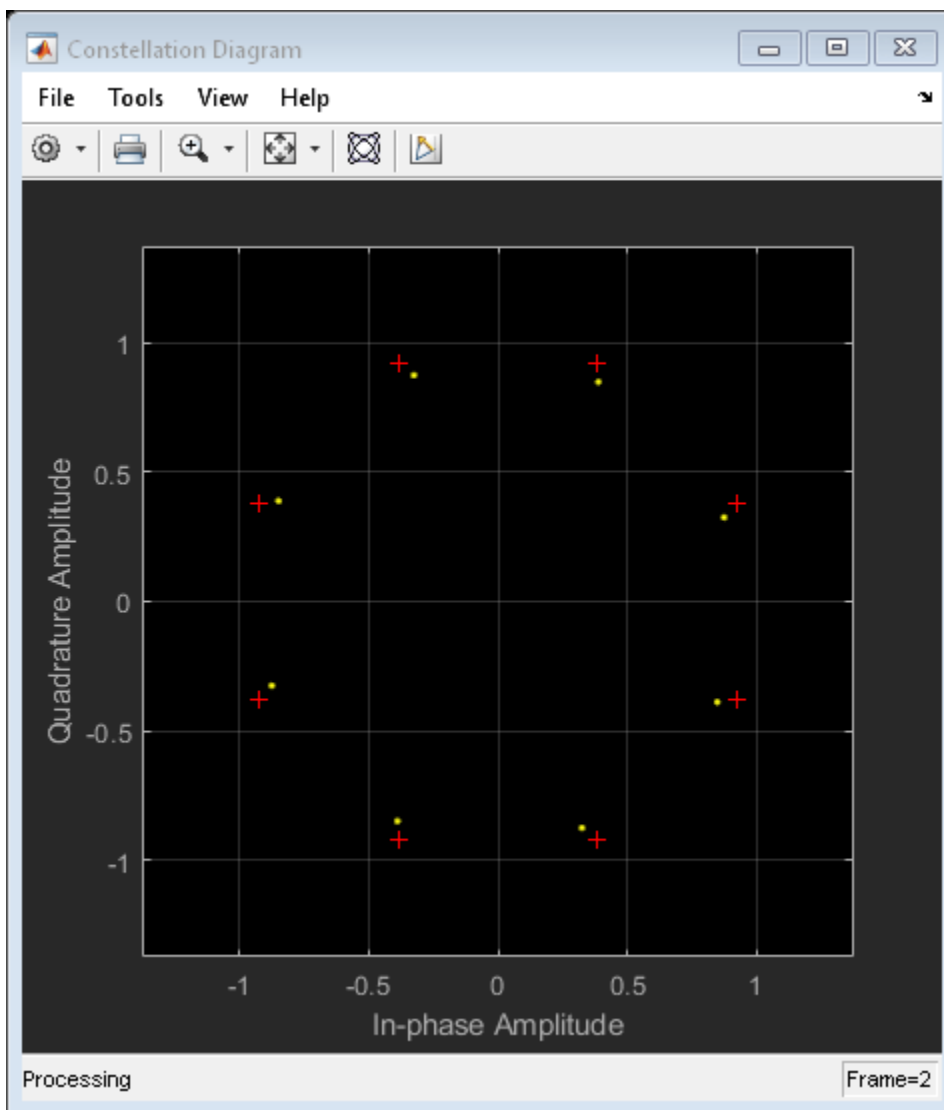 Constellation Diagram
File Tools View Help
1
0.5
0
-0.5
-1
Quadrature Amplitude
-1 -0.5 0 0.5 1
In-phase Amplitude
Processing Frame=2